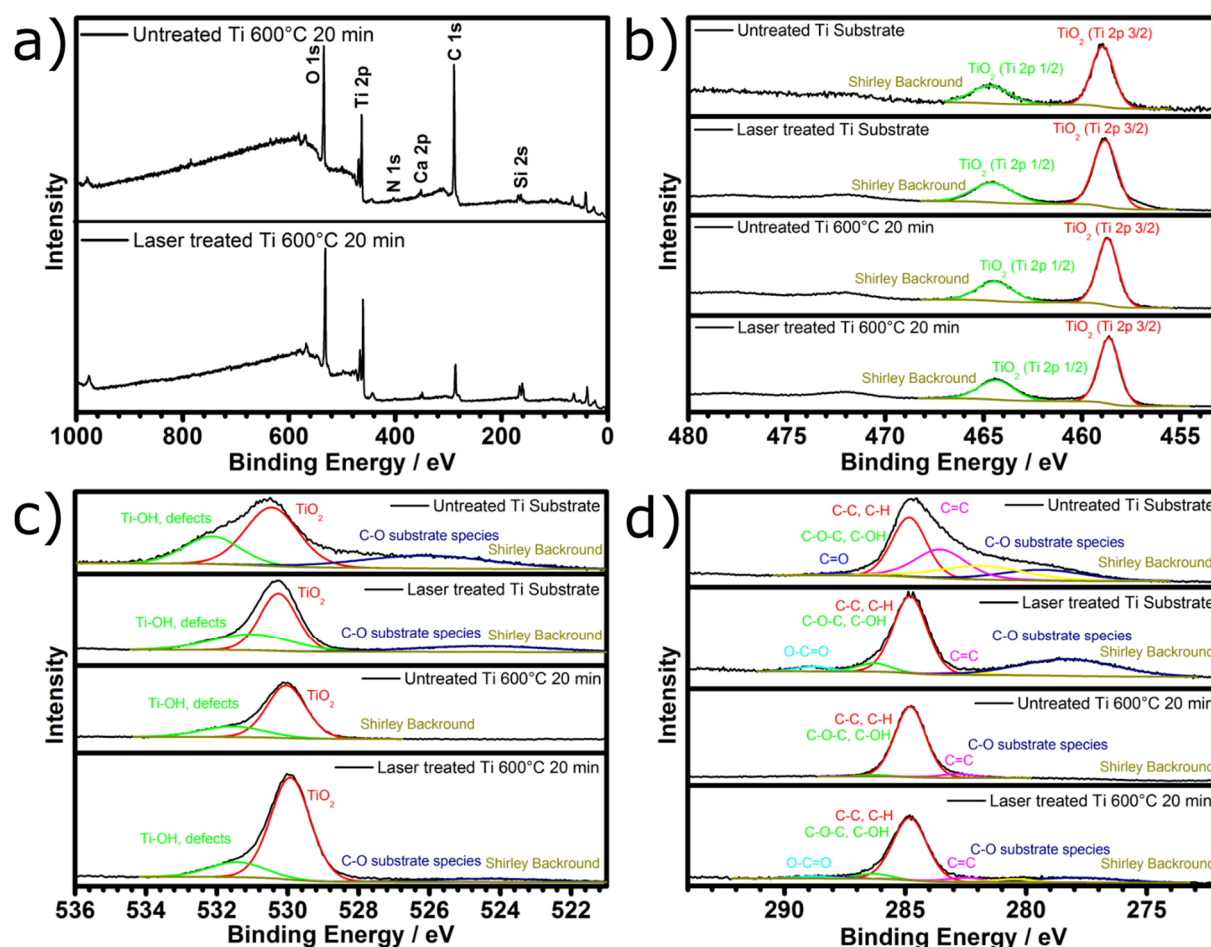 a)
Untreated Ti 600°C 20 min
O 1s
Ti 2p
N 1s
Ca 2p
C 1s
Si 2s
Laser treated Ti 600°C 20 min
Intensity
1000 800 600 400 200 0
Binding Energy / eV
b)
Untreated Ti Substrate
TiO2 (Ti 2p 3/2)
TiO2 (Ti 2p 1/2)
Shirley Backround
Laser treated Ti Substrate
TiO2 (Ti 2p 3/2)
TiO2 (Ti 2p 1/2)
Shirley Backround
Untreated Ti 600°C 20 min
TiO2 (Ti 2p 3/2)
TiO2 (Ti 2p 1/2)
Shirley Backround
Laser treated Ti 600°C 20 min
TiO2 (Ti 2p 3/2)
TiO2 (Ti 2p 1/2)
Shirley Backround
Intensity
480 475 470 465 460 455
Binding Energy / eV
c)
Untreated Ti Substrate
Ti-OH, defects
TiO2
C-O substrate species
Shirley Backround
Laser treated Ti Substrate
TiO2
Ti-OH, defects
C-O substrate species
Shirley Backround
Untreated Ti 600°C 20 min
Ti-OH, defects
TiO2
Shirley Backround
Laser treated Ti 600°C 20 min
TiO2
Ti-OH, defects
C-O substrate species
Shirley Backround
Intensity
536 534 532 530 528 526 524 522
Binding Energy / eV
d)
Untreated Ti Substrate
C-C, C-H
C=C
C-O-C, C-OH
C-O substrate species
C=O
Shirley Backround
Laser treated Ti Substrate
C-C, C-H
C-O-C, C-OH
C-O substrate species
O-C=O
C=C
Shirley Backround
Untreated Ti 600°C 20 min
C-C, C-H
C-O-C, C-OH
C-O substrate species
C=C
Shirley Backround
Laser treated Ti 600°C 20 min
C-C, C-H
C-O-C, C-OH
C-O substrate species
O-C=O
C=C
Shirley Backround
Intensity
290 285 280 275
Binding Energy / eV